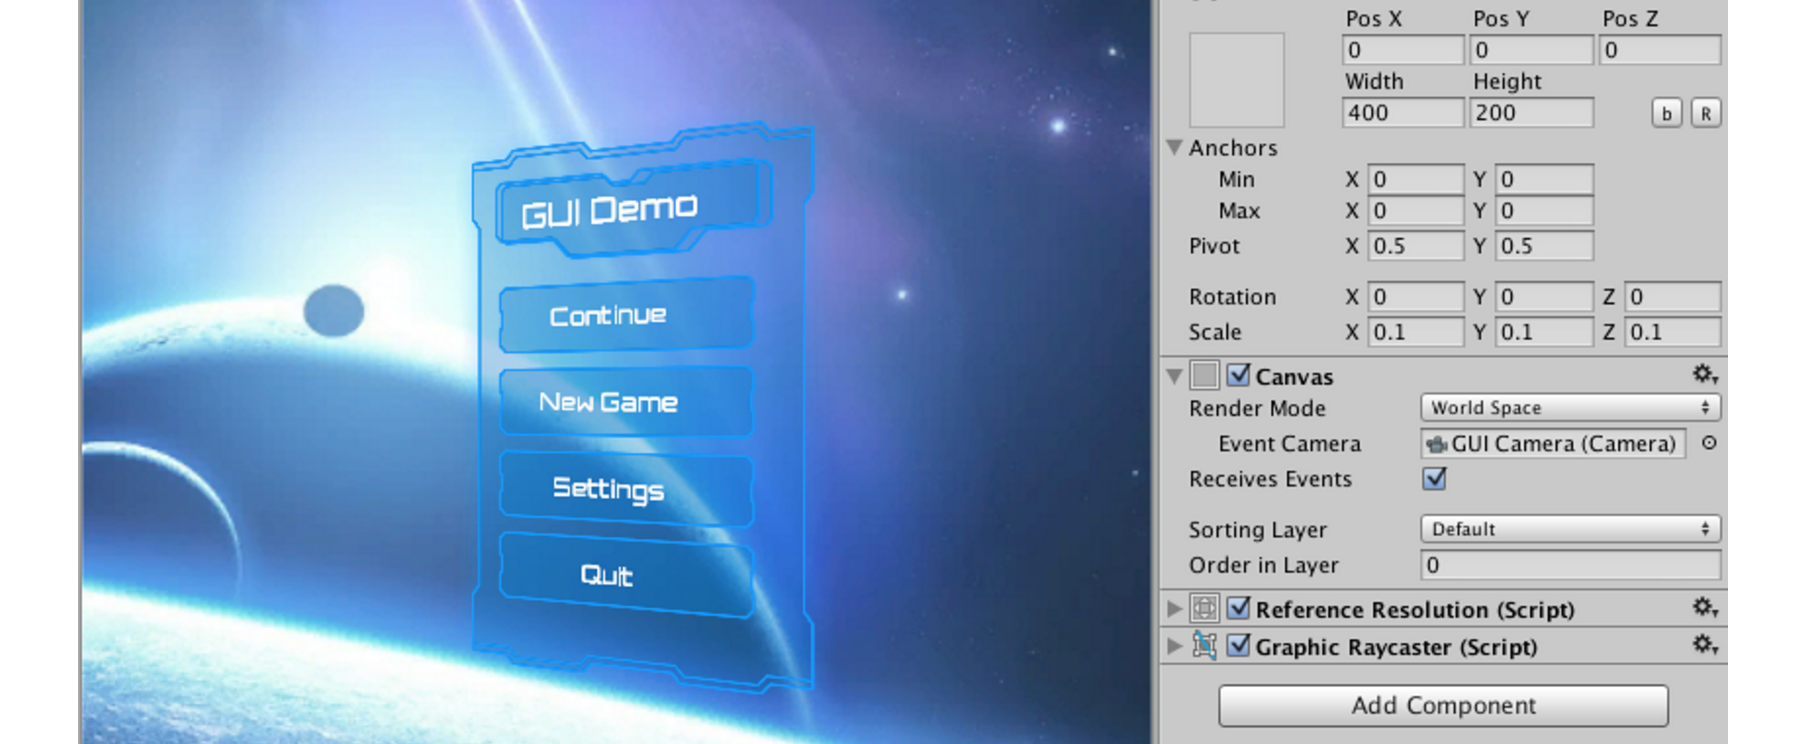 GUI Demo
Continue
New Game
Settings
Quit
Pos X Pos Y Pos Z
0 0 0
Width Height
400 200 b R
Anchors
Min X 0 Y 0
Max X 0 Y 0
Pivot X 0.5 Y 0.5
Rotation X 0 Y 0 Z 0
Scale X 0.1 Y 0.1 Z 0.1
Canvas
Render Mode World Space
Event Camera GUI Camera (Camera)
Receives Events
Sorting Layer Default
Order in Layer 0
Reference Resolution (Script)
Graphic Raycaster (Script)
Add Component